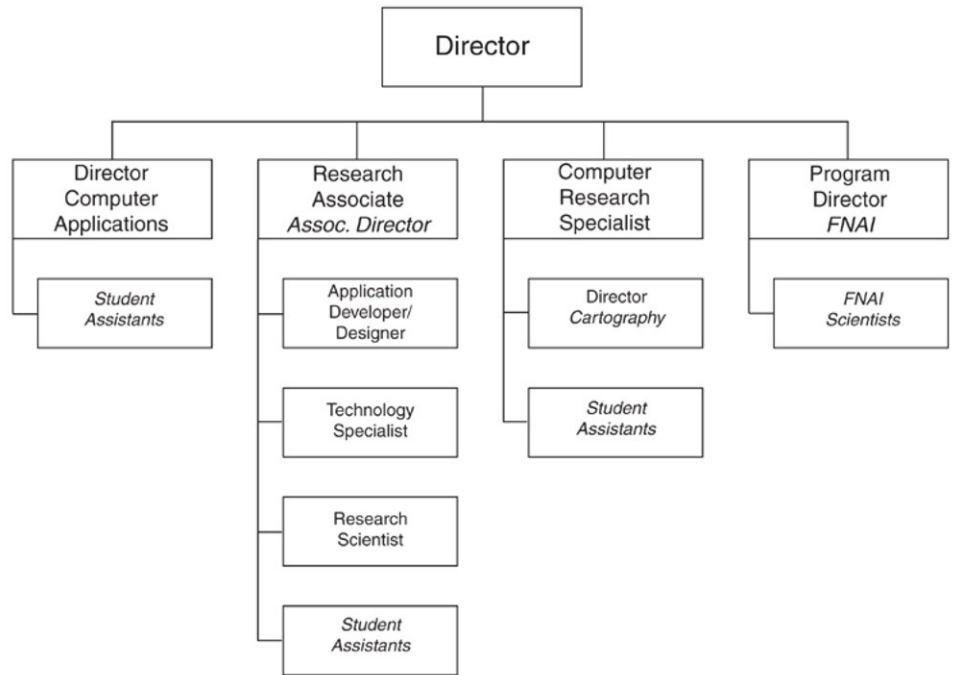 Director
Director
Computer
Applications
Research
Associate
Assoc. Director
Computer
Research
Specialist
Program
Director
FNAI
Student
Assistants
Application
Developer/
Designer
Director
Cartography
FNAI
Scientists
Technology
Specialist
Student
Assistants
Research
Scientist
Student
Assistants